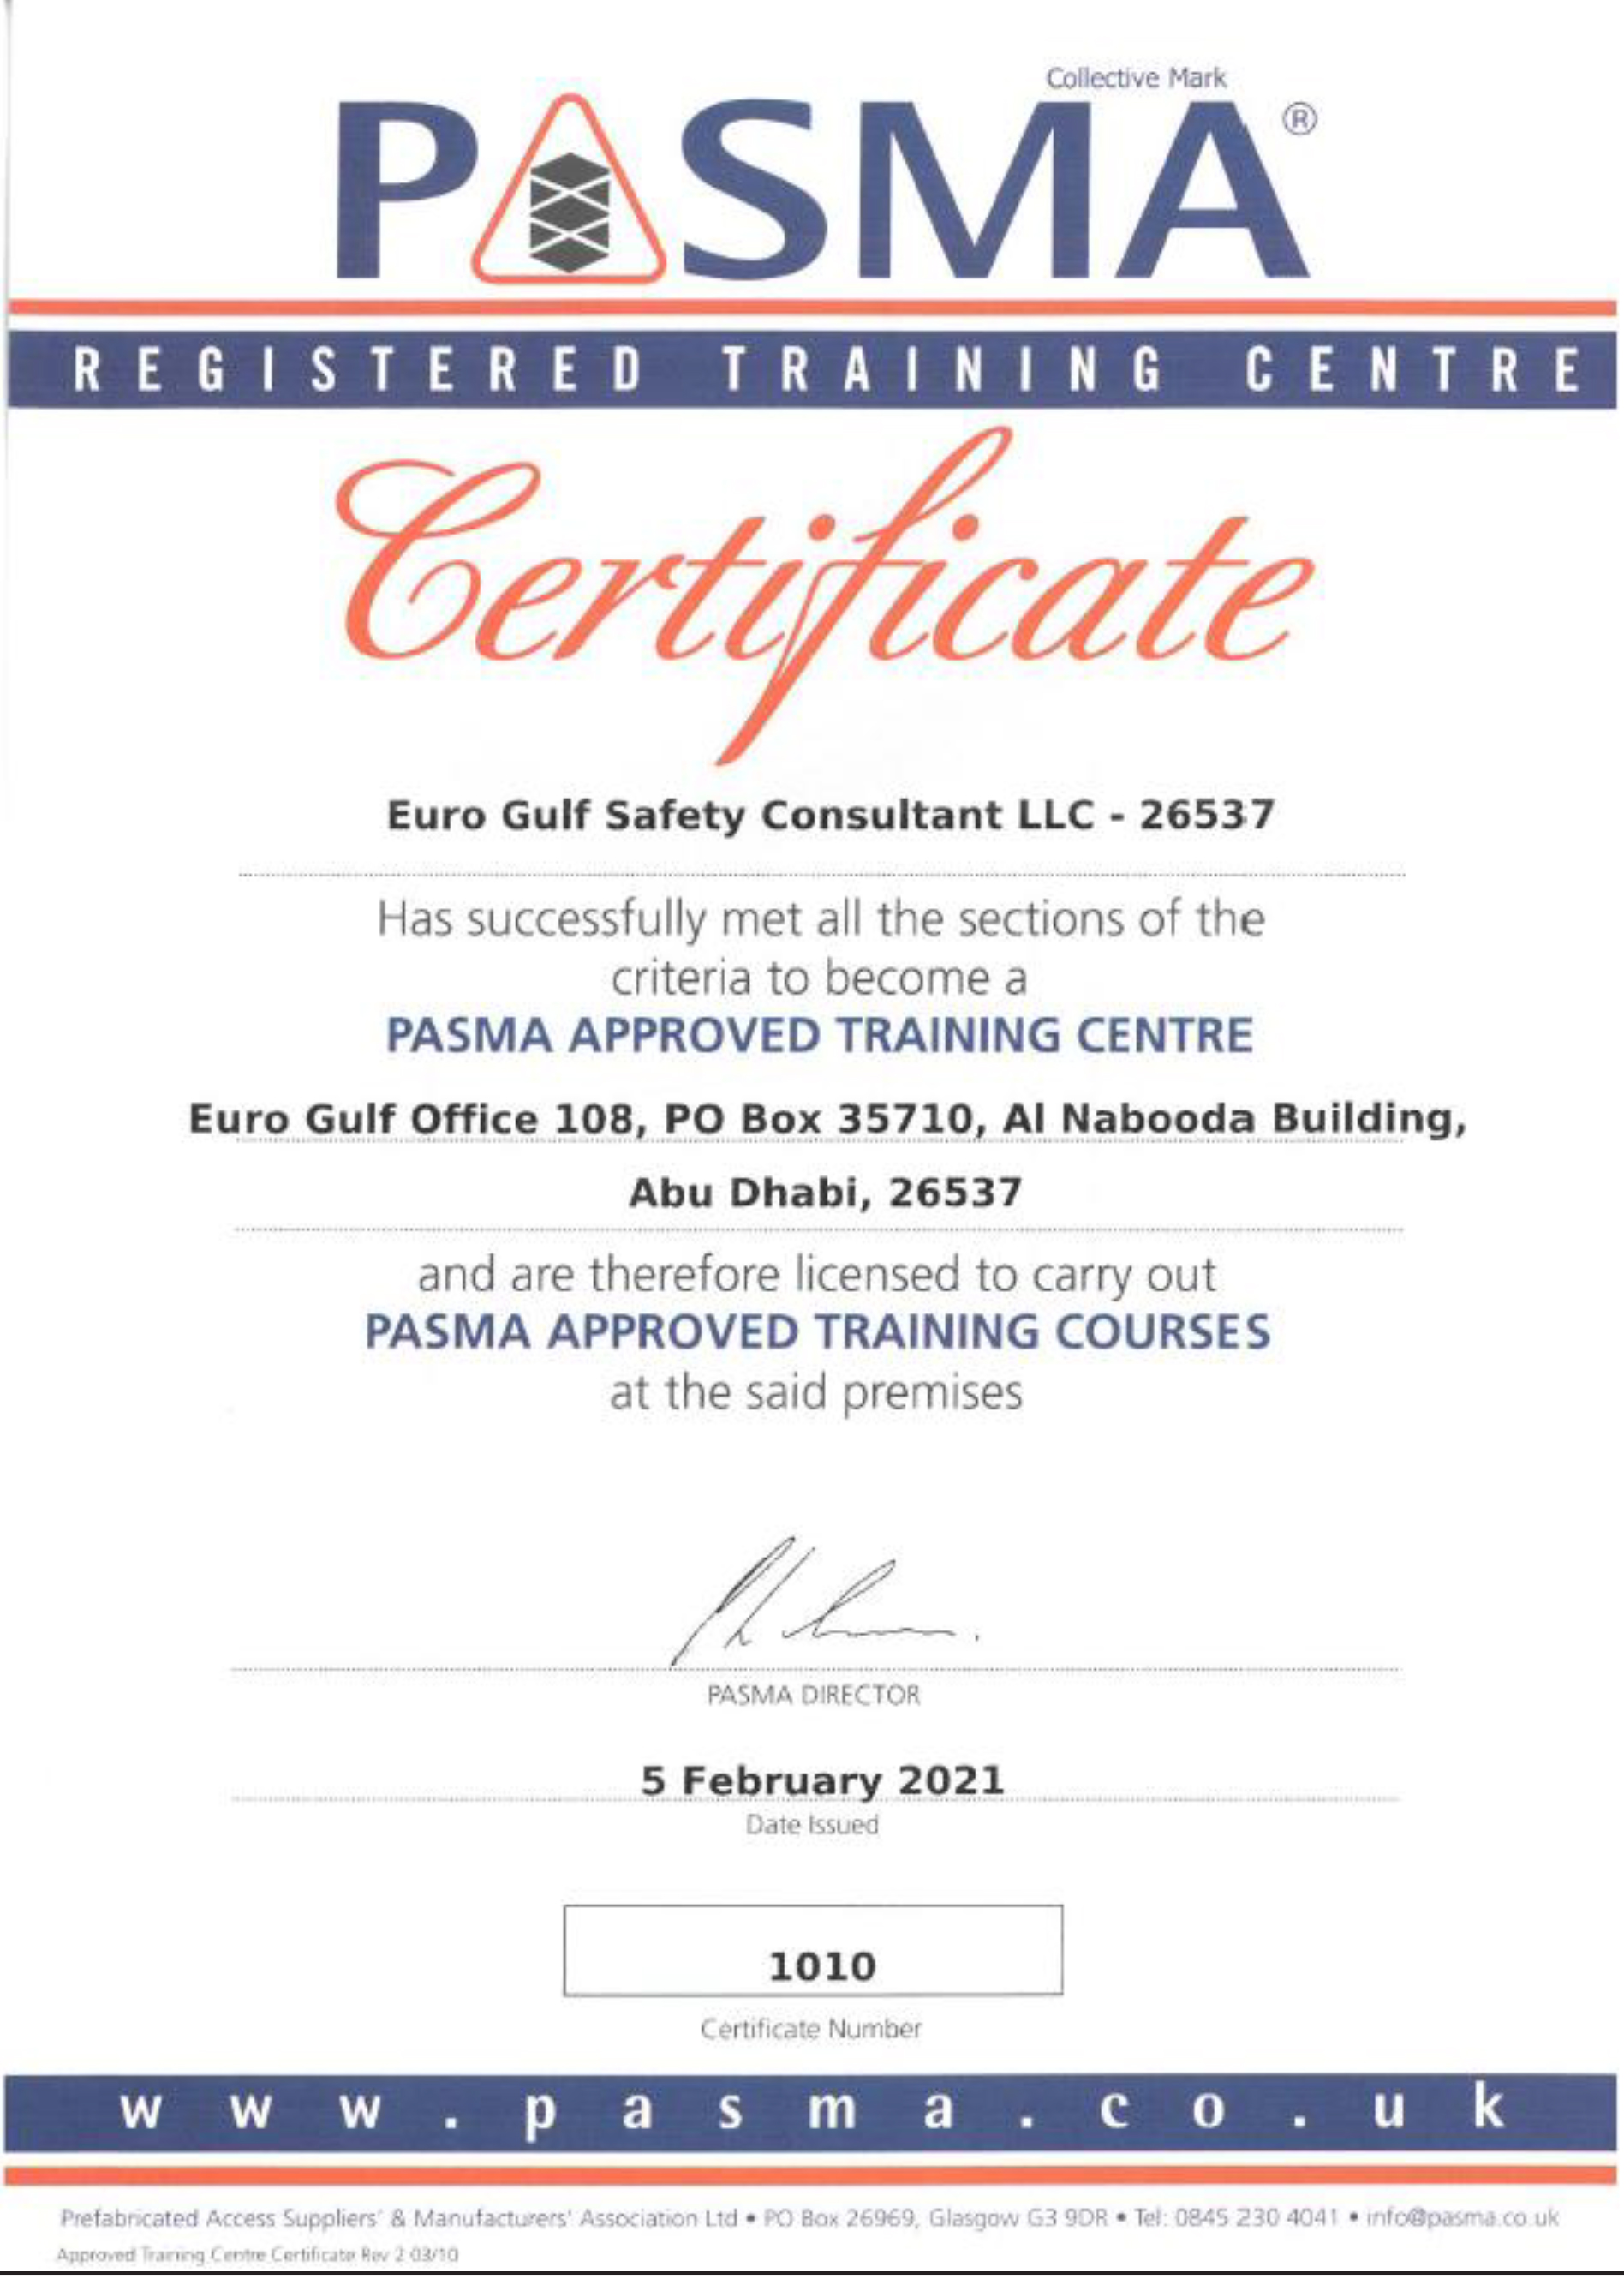 Collective Mark
PASMA®
REGISTERED TRAINING CENTRE
Certificate
Euro Gulf Safety Consultant LLC - 26537
Has successfully met all the sections of the
criteria to become a
PASMA APPROVED TRAINING CENTRE
Euro Gulf Office 108, PO Box 35710, Al Nabooda Building,
Abu Dhabi, 26537
and are therefore licensed to carry out
PASMA APPROVED TRAINING COURSES
at the said premises
PASMA DIRECTOR
5 February 2021
Date Issued
1010
Certificate Number
www.pasma.co.uk
Prefabricated Access Suppliers' & Manufacturers' Association Ltd • PO Box 26969, Glasgow G3 9DR • Tel: 0845 230 4041 • info@pasma.co.uk
Approved Training Centre Certificate Rev 2 03/10